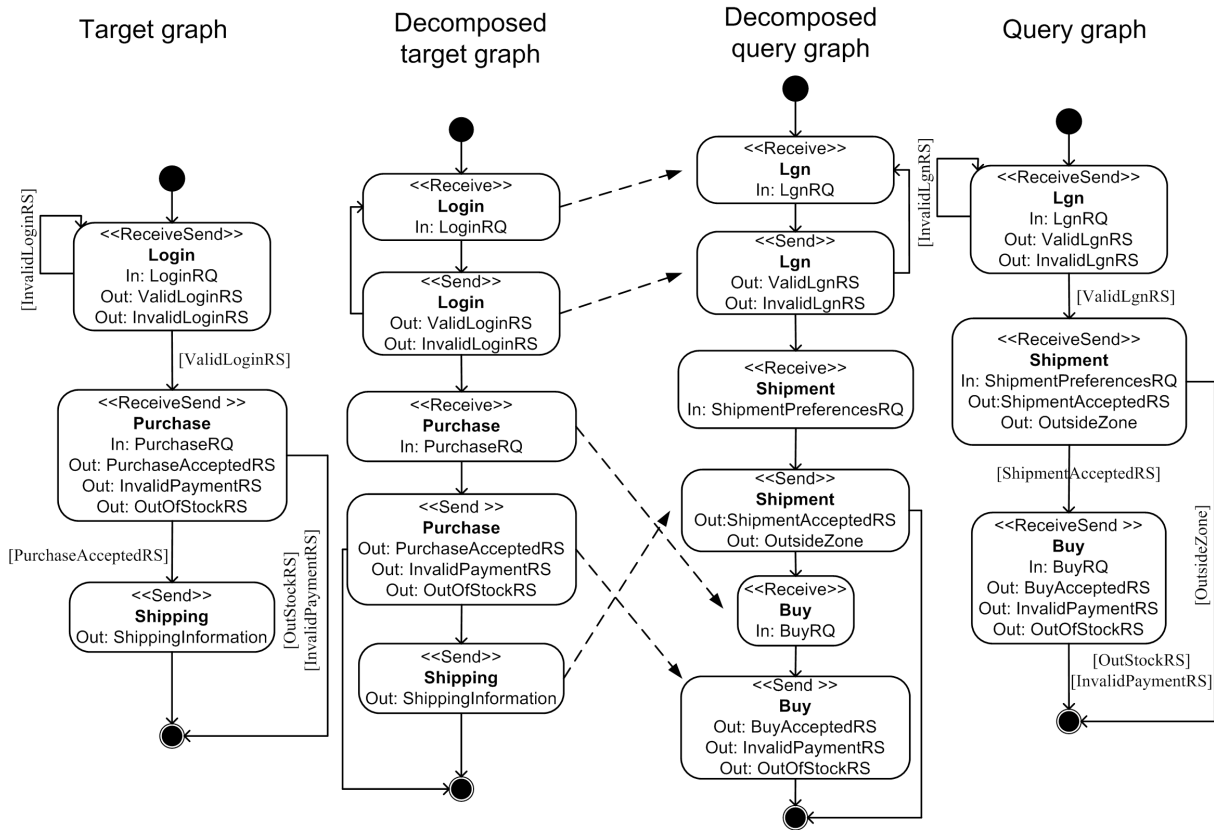 Target graph
[InvalidLoginRS]
<<ReceiveSend>>
Login
In: LoginRQ
Out: ValidLoginRS
Out: InvalidLoginRS
[ValidLoginRS]
<<ReceiveSend >>
Purchase
In: PurchaseRQ
Out: PurchaseAcceptedRS
Out: InvalidPaymentRS
Out: OutOfStockRS
[PurchaseAcceptedRS]
[OutStockRS]
[InvalidPaymentRS]
<<Send>>
Shipping
Out: ShippingInformation
Decomposed
target graph
<<Receive>>
Login
In: LoginRQ
<<Send>>
Login
Out: ValidLoginRS
Out: InvalidLoginRS
<<Receive>>
Purchase
In: PurchaseRQ
<<Send >>
Purchase
Out: PurchaseAcceptedRS
Out: InvalidPaymentRS
Out: OutOfStockRS
<<Send>>
Shipping
Out: ShippingInformation
Decomposed
query graph
<<Receive>>
Lgn
In: LgnRQ
<<Send>>
Lgn
Out: ValidLgnRS
Out: InvalidLgnRS
<<Receive>>
Shipment
In: ShipmentPreferencesRQ
<<Send>>
Shipment
Out:ShipmentAcceptedRS
Out: OutsideZone
<<Receive>>
Buy
In: BuyRQ
<<Send >>
Buy
Out: BuyAcceptedRS
Out: InvalidPaymentRS
Out: OutOfStockRS
Query graph
[InvalidLgnRS]
<<ReceiveSend>>
Lgn
In: LgnRQ
Out: ValidLgnRS
Out: InvalidLgnRS
[ValidLgnRS]
<<ReceiveSend>>
Shipment
In: ShipmentPreferencesRQ
Out:ShipmentAcceptedRS
Out: OutsideZone
[ShipmentAcceptedRS]
[OutsideZone]
<<ReceiveSend >>
Buy
In: BuyRQ
Out: BuyAcceptedRS
Out: InvalidPaymentRS
Out: OutOfStockRS
[OutStockRS]
[InvalidPaymentRS]